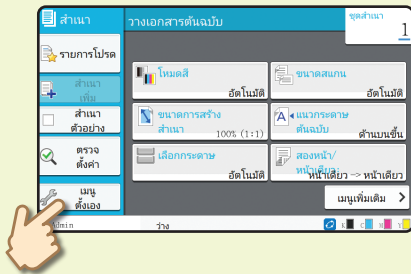 สำเนา
วางเอกสารต้นฉบับ
ชุดสำเนา
1
รายการโปรด
สำเนา
เพิ่ม
สำเนา
ตัวอย่าง
ตรวจ
ตั้งค่า
เมนู
ตั้งเอง
โหมดสี
อัตโนมัติ
ขนาดสแกน
อัตโนมัติ
ขนาดการสร้าง
สำเนา
100% (1:1)
แนวกระดาษ
ต้นฉบับ
ด้านบนขึ้น
เลือกกระดาษ
อัตโนมัติ
สองหน้า/
หน้าเดียว
หน้าเดียว -> หน้าเดียว
เมนูเพิ่มเติม
dmin
ว่าง
K
C
M
Y